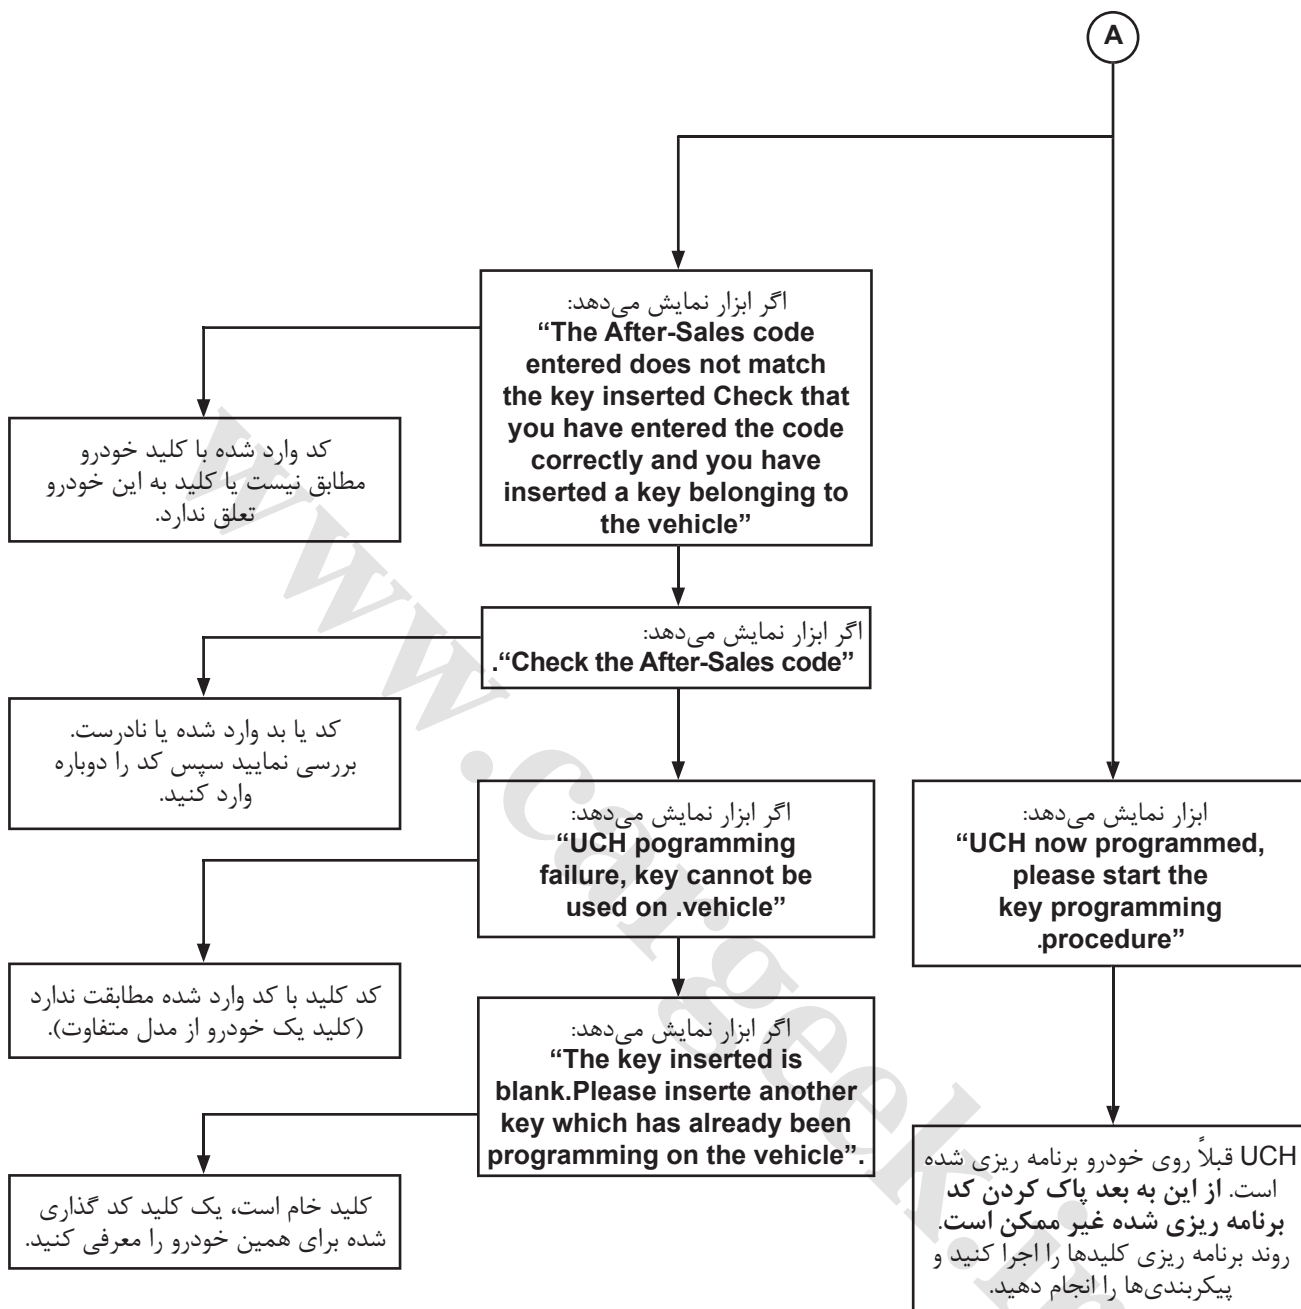 A
اگر ابزار نمایش می‌دهد:
“The After-Sales code
entered does not match
the key inserted Check that
you have entered the code
correctly and you have
inserted a key belonging to
the vehicle”
کد وارد شده با کلید خودرو
مطابق نیست یا کلید به این خودرو
تعلق ندارد.
اگر ابزار نمایش می‌دهد:
.“Check the After-Sales code”
کد یا بد وارد شده یا نادرست.
بررسی نمایید سپس کد را دوباره
وارد کنید.
اگر ابزار نمایش می‌دهد:
“UCH pogramming
failure, key cannot be
used on .vehicle”
کد کلید با کد وارد شده مطابقت ندارد
(کلید یک خودرو از مدل متفاوت).
اگر ابزار نمایش می‌دهد:
“The key inserted is
blank.Please inserte another
key which has already been
programming on the vehicle”.
کلید خام است، یک کلید کد گذاری
شده برای همین خودرو را معرفی کنید.
ابزار نمایش می‌دهد:
“UCH now programmed,
please start the
key programming
.procedure”
UCH قبلاً روی خودرو برنامه ریزی شده
است. از این به بعد پاک کردن کد
برنامه ریزی شده غیر ممکن است.
روند برنامه ریزی کلیدها را اجرا کنید و
پیکربندی‌ها را انجام دهید.
www.cargeek.ir